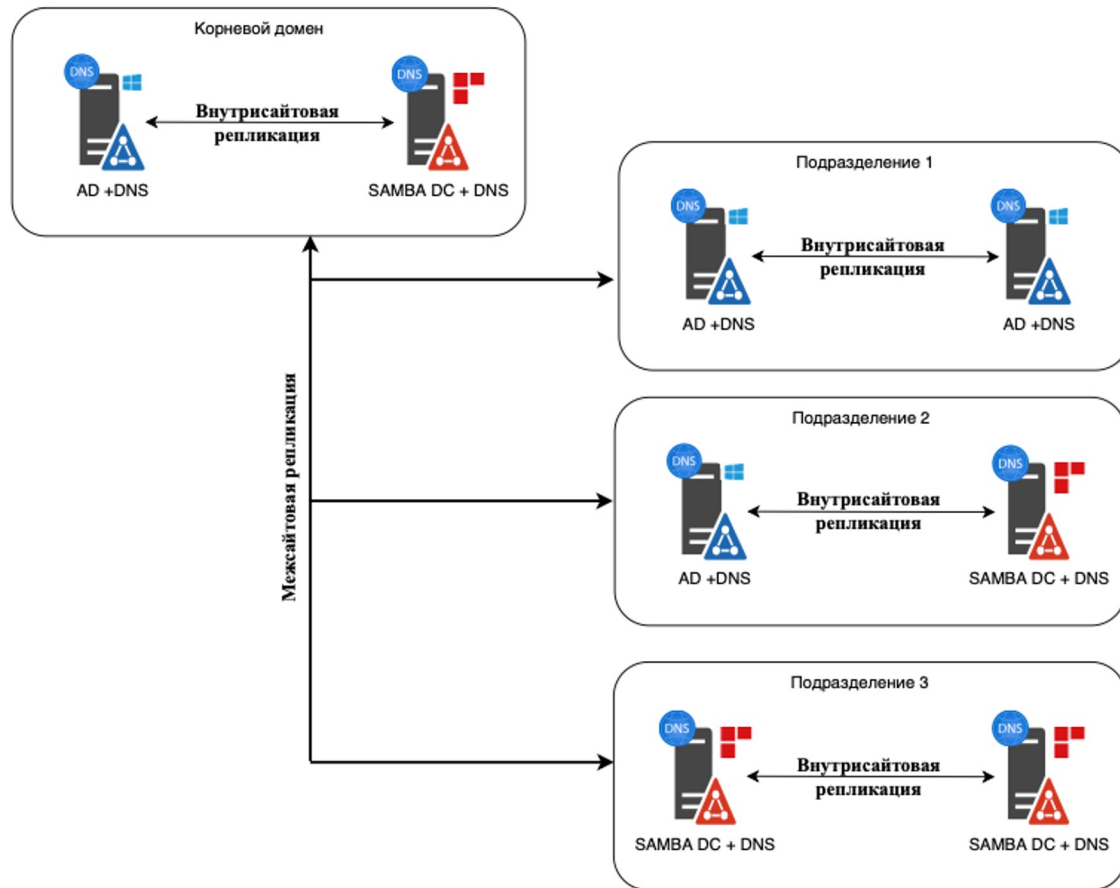 Корневой домен
DNS
DNS
Внутрисайтовая
репликация
AD +DNS
SAMBA DC + DNS
Подразделение 1
DNS
DNS
Внутрисайтовая
репликация
AD +DNS
AD +DNS
Межсайтовая репликация
Подразделение 2
DNS
DNS
Внутрисайтовая
репликация
AD +DNS
SAMBA DC + DNS
Подразделение 3
DNS
DNS
Внутрисайтовая
репликация
SAMBA DC + DNS
SAMBA DC + DNS